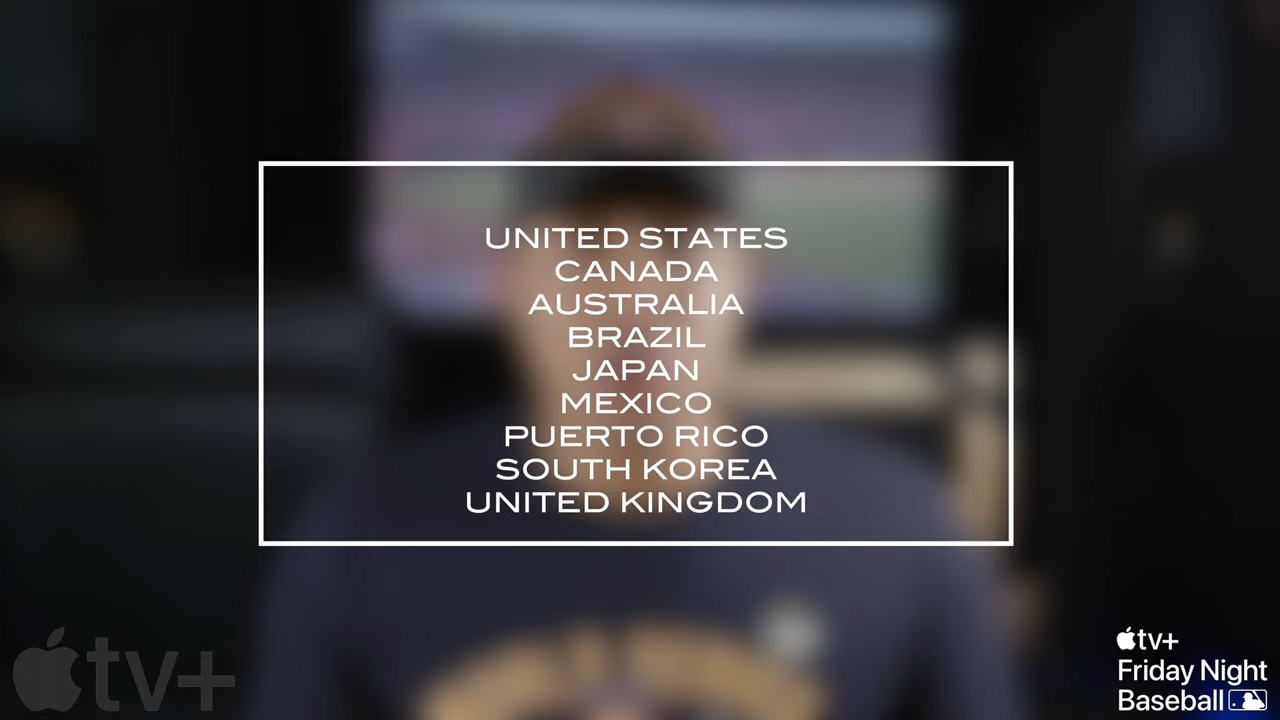 UNITED STATES
CANADA
AUSTRALIA
BRAZIL
JAPAN
MEXICO
PUERTO RICO
SOUTH KOREA
UNITED KINGDOM
tv+
tv+
Friday Night
Baseball